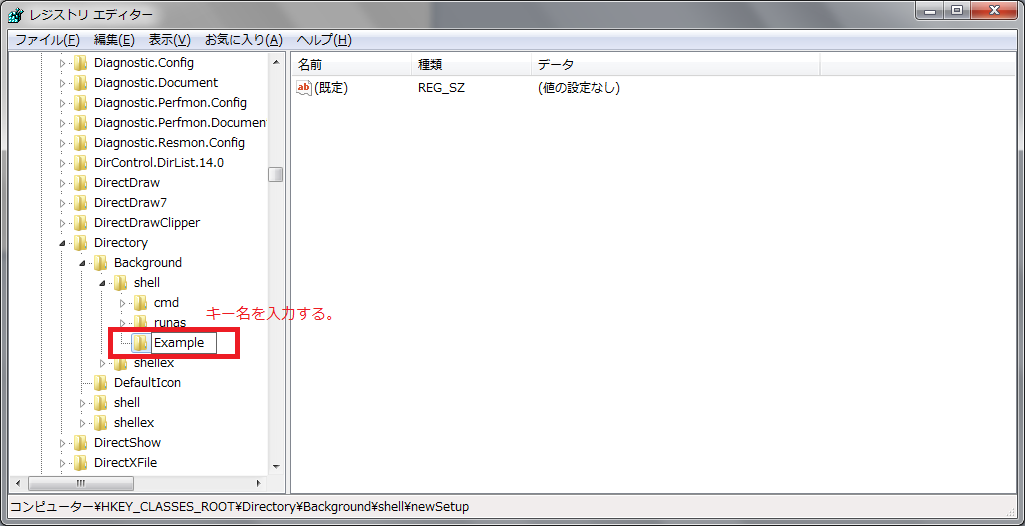 レジストリ エディター
ファイル(F) 編集(E) 表示(V) お気に入り(A) ヘルプ(H)
Diagnostic.Config
Diagnostic.Document
Diagnostic.Perfmon.Config
Diagnostic.Perfmon.Documen
Diagnostic.Resmon.Config
DirControl.DirList.14.0
DirectDraw
DirectDraw7
DirectDrawClipper
Directory
Background
shell
cmd
runas
Example
shellex
DefaultIcon
shell
shellex
DirectShow
DirectXFile
キー名を入力する。
名前 種類 データ
ab (既定) REG_SZ (値の設定なし)
コンピューター¥HKEY_CLASSES_ROOT¥Directory¥Background¥shell¥newSetup